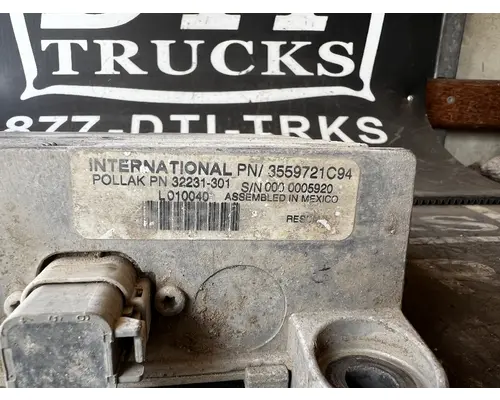 TRUCKS
877-DTI-TRKS
INTERNATIONAL PN/ 3559721C94
POLLAK PN 32231-301 S/N 000 0005920
L010040 ASSEMBLED IN MEXICO